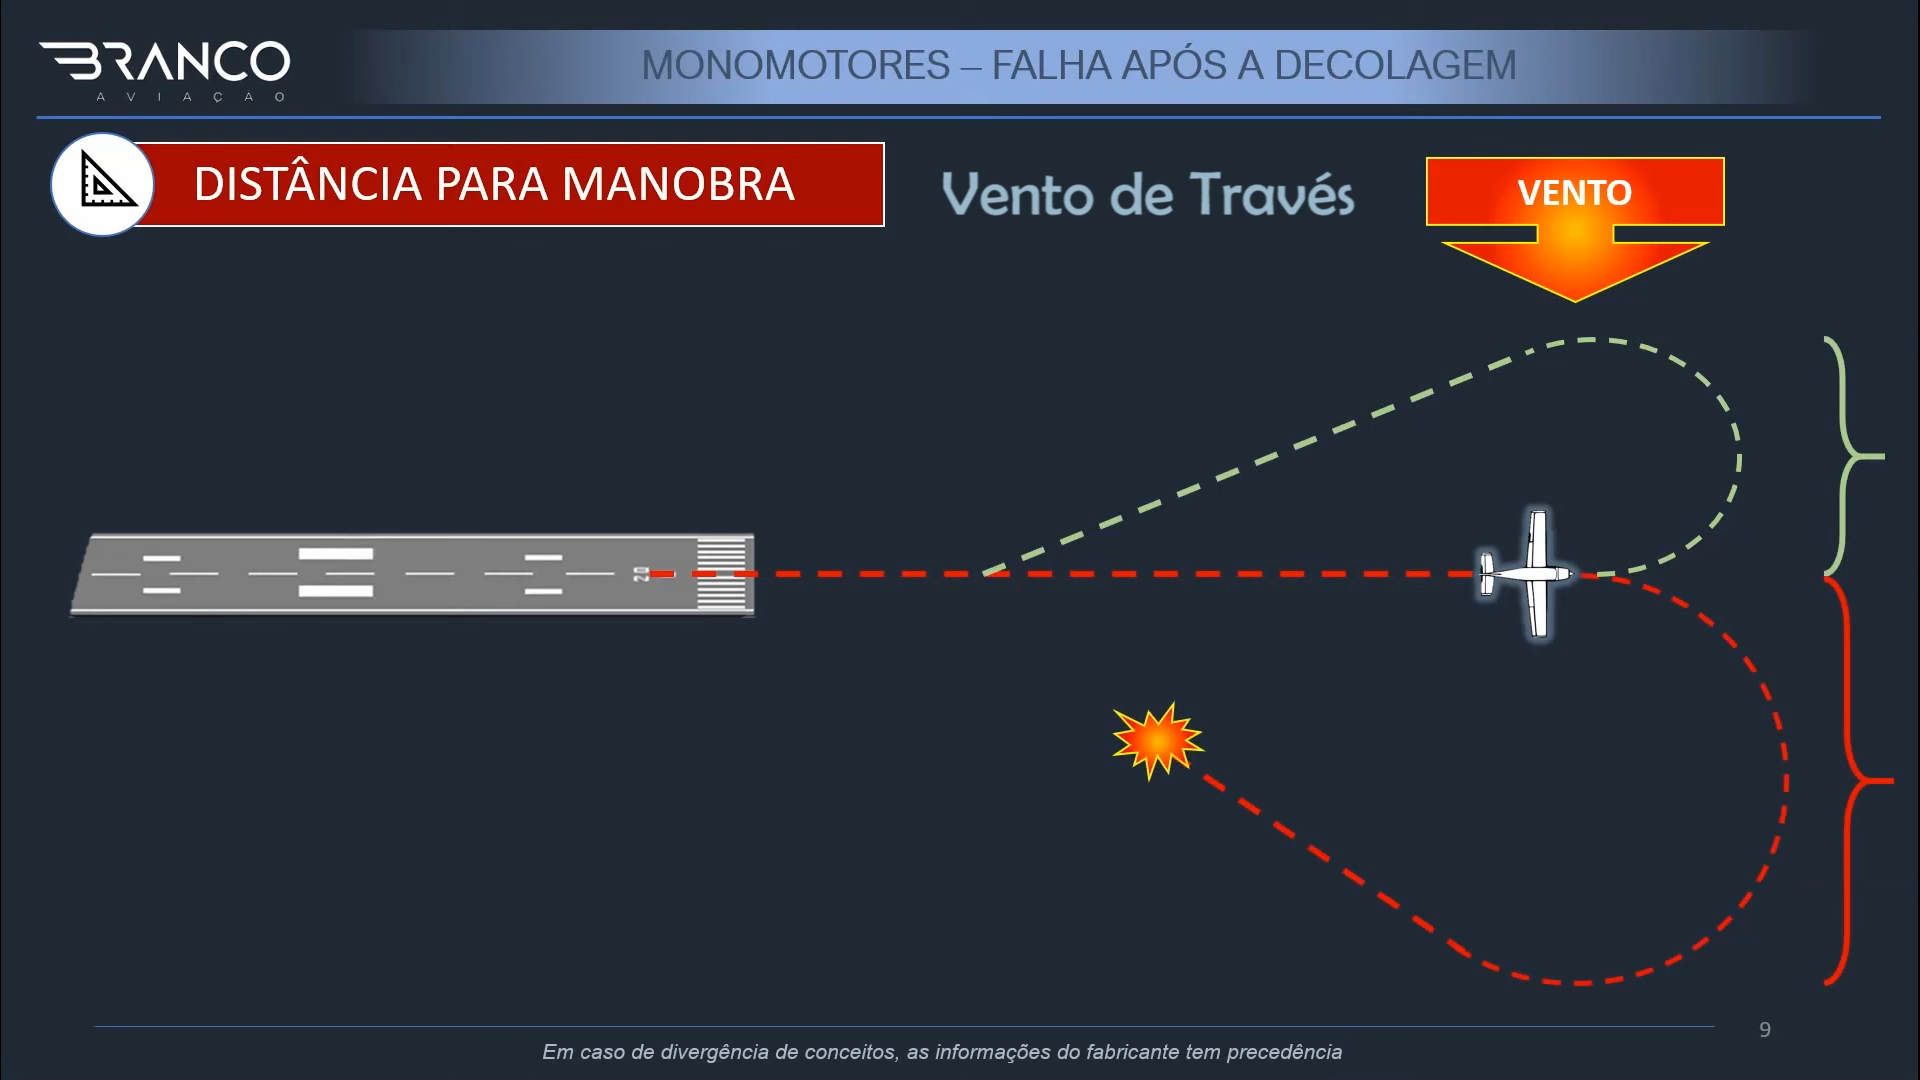 BRANCO
AVIAÇÃO
MONOMOTORES – FALHA APÓS A DECOLAGEM
DISTÂNCIA PARA MANOBRA
Vento de Través
VENTO
20
9
Em caso de divergência de conceitos, as informações do fabricante tem precedência